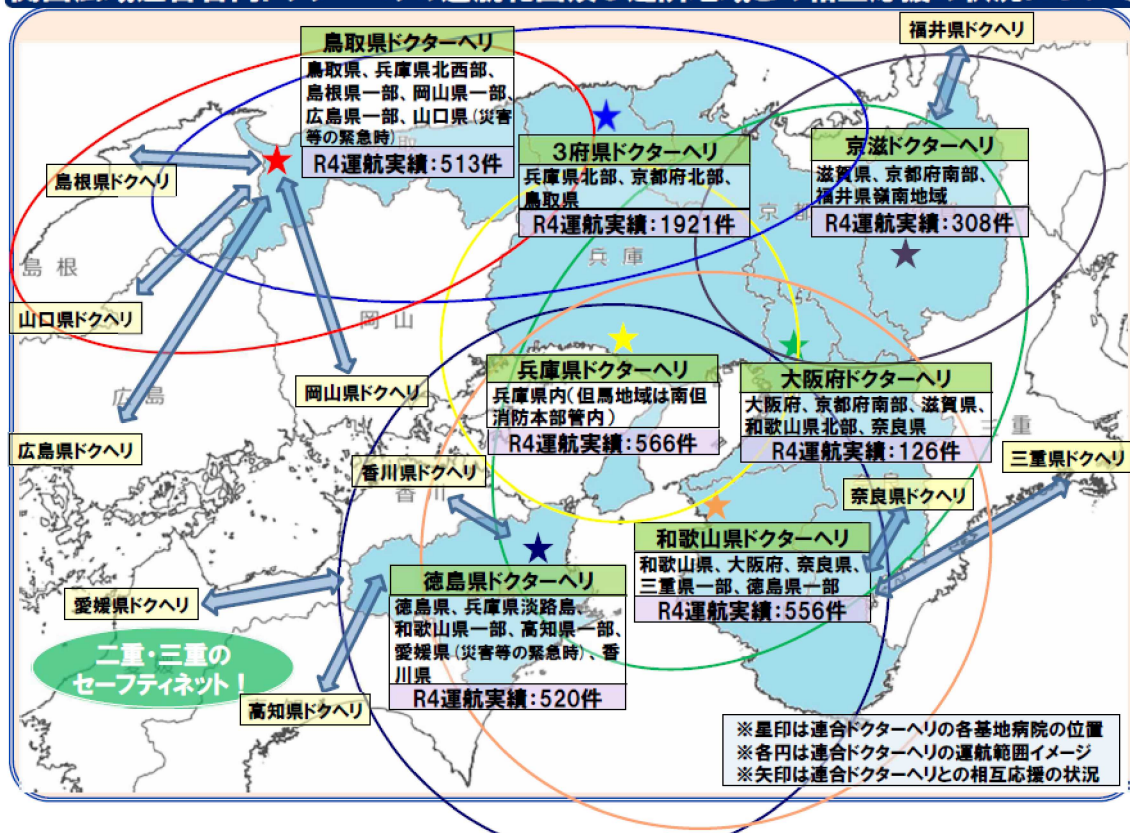 鳥取県ドクターヘリ
鳥取県、兵庫県北西部、
島根県一部、岡山県一部、
広島県一部、山口県(災害
等の緊急時)
R4運航実績:513件
福井県ドクヘリ
3府県ドクターヘリ
兵庫県北部、京都府北部、
鳥取県
R4運航実績:1921件
京滋ドクターヘリ
滋賀県、京都府南部、
福井県嶺南地域
R4運航実績:308件
島根県ドクヘリ
取
京都
島根
兵庫
山口県ドクヘリ
岡山
岡山県ドクヘリ
広島
広島県ドクヘリ
兵庫県ドクターヘリ
兵庫県内(但馬地域は南但
消防本部管内)
R4運航実績:566件
大阪府ドクターヘリ
大阪府、京都府南部、滋賀県、
和歌山県北部、奈良県
R4運航実績:126件
三重
三重県ドクヘリ
香川県ドクヘリ
香川
奈良県ドクヘリ
和歌山県ドクターヘリ
和歌山県、大阪府、奈良県、
三重県一部、徳島県一部
R4運航実績:556件
徳島県ドクターヘリ
徳島県、兵庫県淡路島、
和歌山県一部、高知県一部、
愛媛県(災害等の緊急時)、香
川県
R4運航実績:520件
愛媛県ドクヘリ
二重・三重の
セーフティネット!
高知県ドクヘリ
※星印は連合ドクターヘリの各基地病院の位置
※各円は連合ドクターヘリの運航範囲イメージ
※矢印は連合ドクターヘリとの相互応援の状況